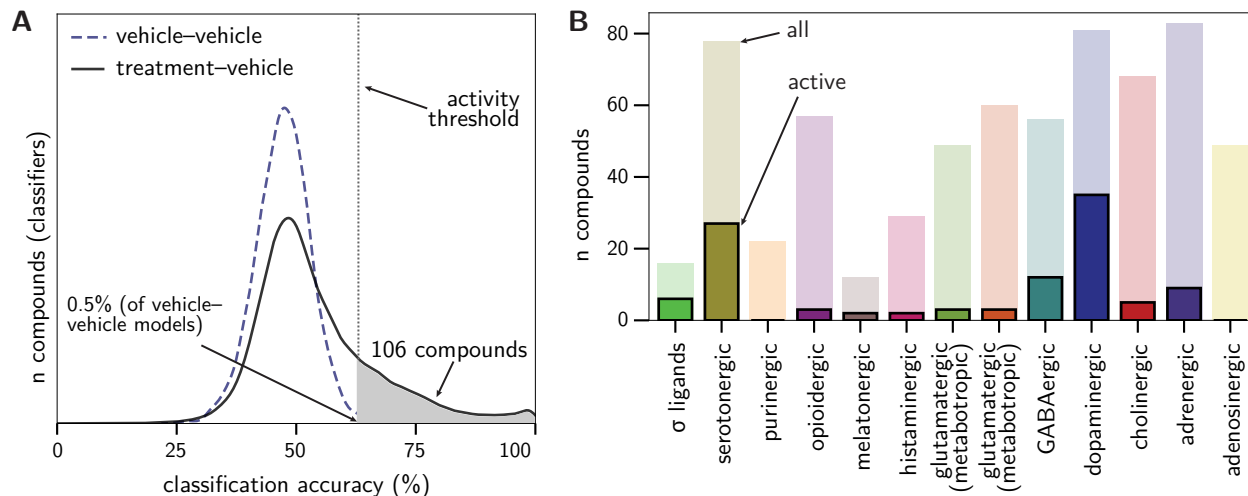 A
vehicle–vehicle
treatment–vehicle
activity
threshold
n compounds (classifiers)
0.5% (of vehicle–
vehicle models)
106 compounds
0
25
50
75
100
classification accuracy (%)
B
all
active
n compounds
80
60
40
20
0
σ ligands
serotonergic
purinergic
opioidergic
melatonergic
histaminergic
glutamatergic
(metabotropic)
glutamatergic
(metabotropic)
GABAergic
dopaminergic
cholinergic
adrenergic
adenosinergic